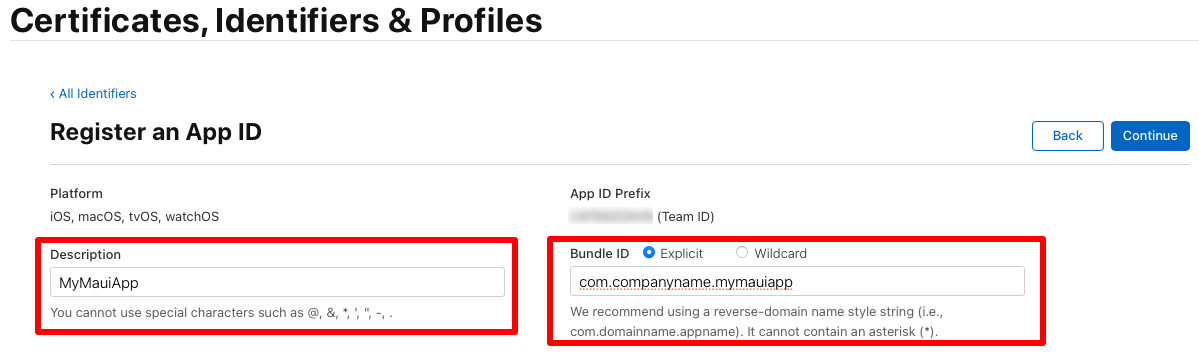 Certificates, Identifiers & Profiles
‹ All Identifiers
Register an App ID
Back
Continue
Platform
iOS, macOS, tvOS, watchOS
App ID Prefix
(Team ID)
Description
MyMauiApp
You cannot use special characters such as @, &, *, ', ", -, .
Bundle ID Explicit Wildcard
com.companyname.mymauiapp
We recommend using a reverse-domain name style string (i.e.,
com.domainname.appname). It cannot contain an asterisk (*).